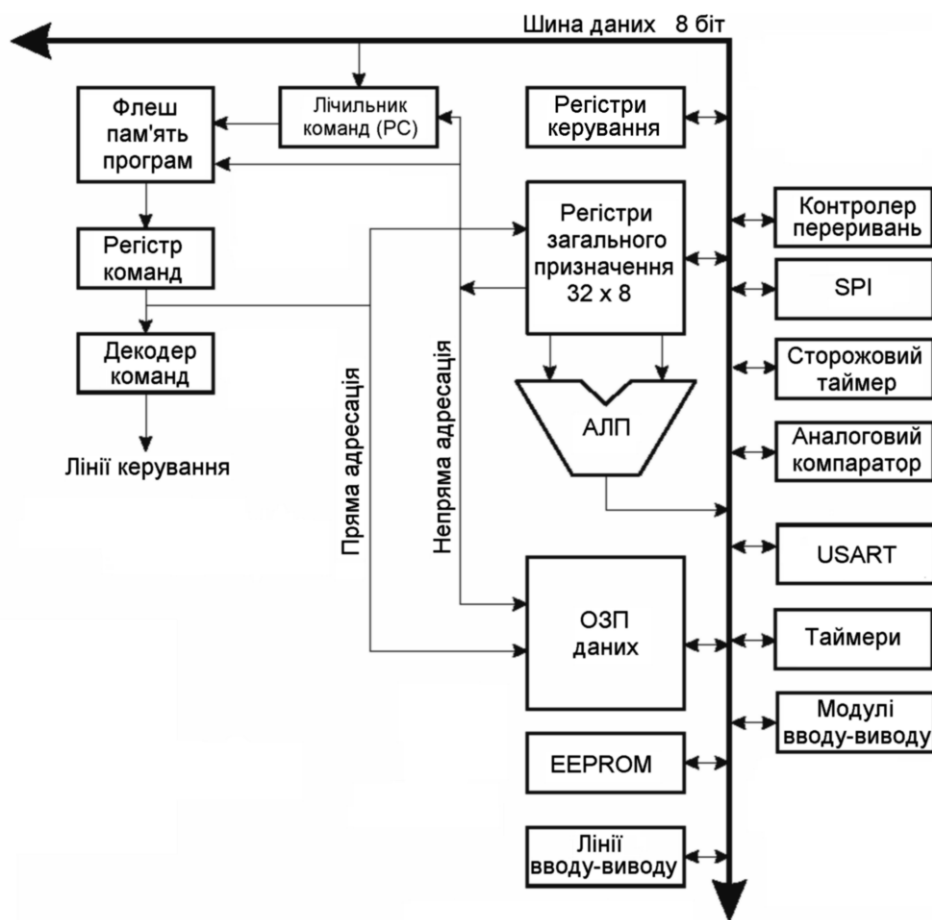 Шина даних 8 біт
Флеш
пам'ять
програм
Лічильник
команд (PC)
Регістри
керування
Регістр
команд
Регістри
загального
призначення
32 x 8
Контролер
переривань
SPI
Декодер
команд
Сторожовий
таймер
АЛП
Аналоговий
компаратор
Лінії керування
Пряма адресація
Непряма адресація
USART
ОЗП
даних
Таймери
Модулі
вводу-виводу
EEPROM
Лінії
вводу-виводу